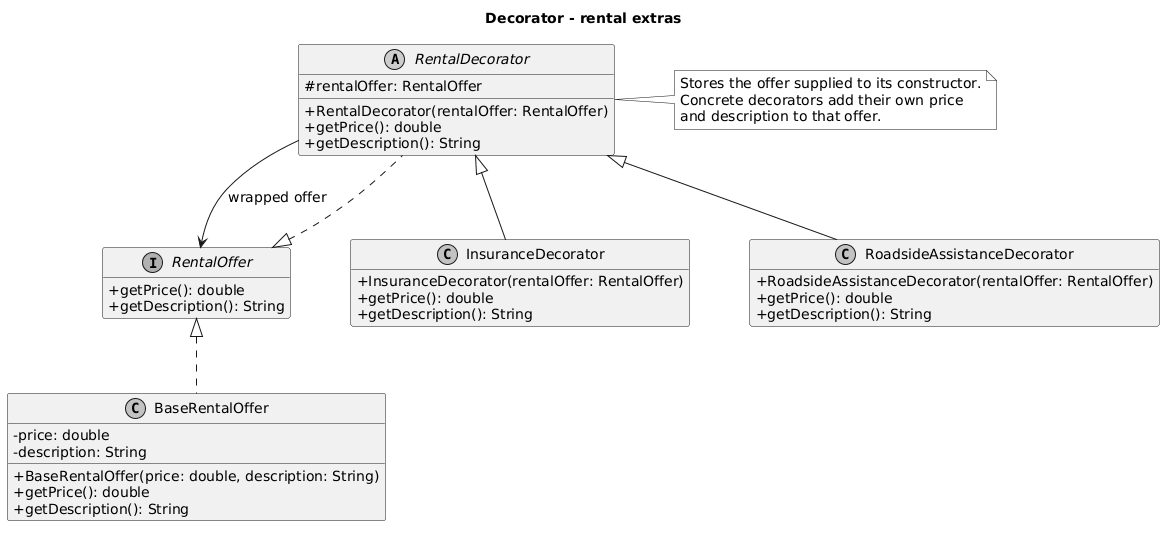 Decorator - rental extras
A RentalDecorator
#rentalOffer: RentalOffer
+RentalDecorator(rentalOffer: RentalOffer)
+getPrice(): double
+getDescription(): String
Stores the offer supplied to its constructor.
Concrete decorators add their own price
and description to that offer.
wrapped offer
I RentalOffer
+getPrice(): double
+getDescription(): String
C InsuranceDecorator
+InsuranceDecorator(rentalOffer: RentalOffer)
+getPrice(): double
+getDescription(): String
C RoadsideAssistanceDecorator
+RoadsideAssistanceDecorator(rentalOffer: RentalOffer)
+getPrice(): double
+getDescription(): String
C BaseRentalOffer
-price: double
-description: String
+BaseRentalOffer(price: double, description: String)
+getPrice(): double
+getDescription(): String